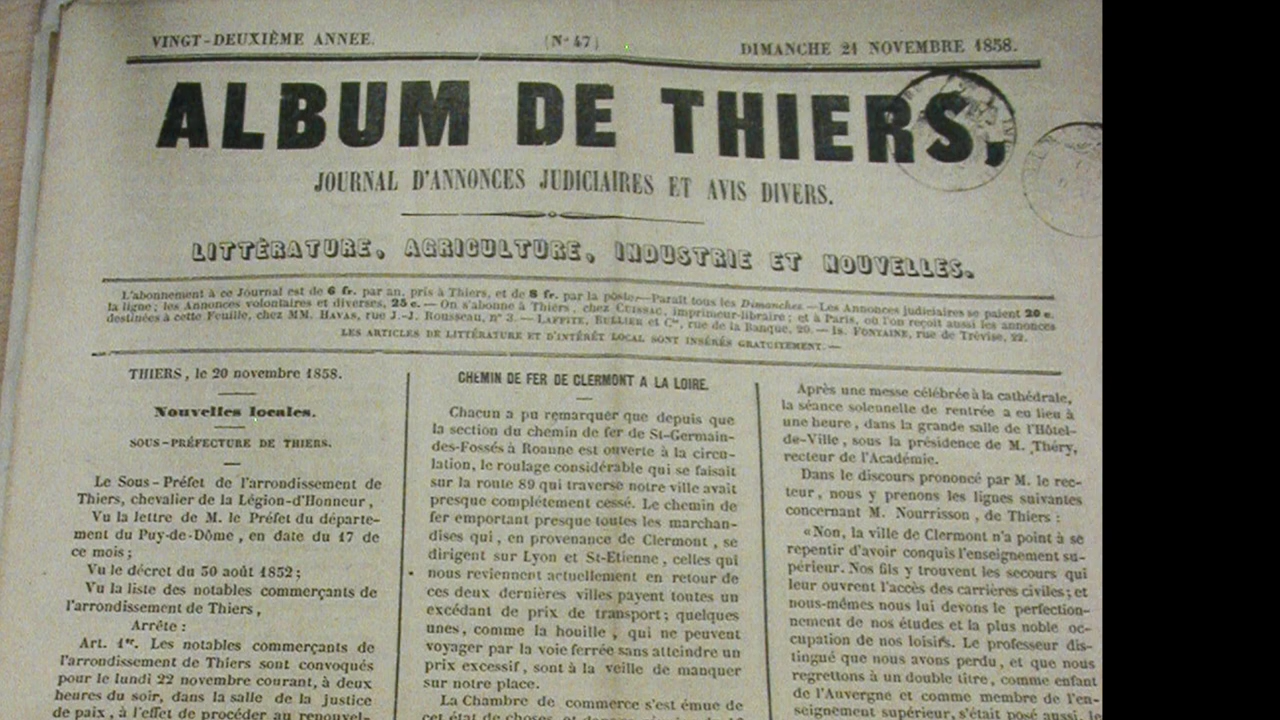 VINGT-DEUXIÈME ANNEE.
(N° 47)
DIMANCHE 21 NOVEMBRE 1858.
ALBUM DE THIERS,
JOURNAL D'ANNONCES JUDICIAIRES ET AVIS DIVERS.
LITTÉRATURE, AGRICULTURE, INDUSTRIE ET NOUVELLES.
L'abonnement à ce Journal est de 6 fr. par an, pris à Thiers, et de 8 fr. par la poste.—Paraît tous les Dimanches.—Les Annonces judiciaires se paient 20 c.
la ligne; les Annonces volontaires et diverses, 25 c. — On s'abonne à Thiers, chez CUISSAC, imprimeur-libraire; et à Paris, où l'on reçoit aussi les annonces
destinées à cette Feuille, chez MM. HAVAS, rue J.-J. Rousseau, n° 3. — LAFFITE, BULLIER et Cie, rue de la Banque, 20. — IS. FONTAINE, rue de Trévise, 22.
LES ARTICLES DE LITTÉRATURE ET D'INTÉRÊT LOCAL SONT INSÉRÉS GRATUITEMENT.—
THIERS, le 20 novembre 1858.
Nouvelles locales.
SOUS-PRÉFECTURE DE THIERS.
Le Sous-Préfet de l'arrondissement de
Thiers, chevalier de la Légion-d'Honneur,
Vu la lettre de M. le Préfet du départe-
ment du Puy-de-Dôme, en date du 17 de
ce mois;
Vu le décret du 30 août 1852;
Vu la liste des notables commerçants de
l'arrondissement de Thiers,
Arrête:
Art. 1er. Les notables commerçants de
l'arrondissement de Thiers sont convoqués
pour le lundi 22 novembre courant, à deux
heures du soir, dans la salle de la justice
de paix, à l'effet de procéder au renouvel-
CHEMIN DE FER DE CLERMONT A LA LOIRE.
Chacun a pu remarquer que depuis que
la section du chemin de fer de St-Germain-
des-Fossés à Roanne est ouverte à la circu-
lation, le roulage considérable qui se faisait
sur la route 89 qui traverse notre ville avait
presque complétement cessé. Le chemin de
fer emportant presque toutes les marchan-
dises qui, en provenance de Clermont, se
dirigent sur Lyon et St-Etienne, celles qui
nous reviennent actuellement en retour de
ces deux dernières villes payent toutes un
excédant de prix de transport; quelques
unes, comme la houille, qui ne peuvent
voyager par la voie ferrée sans atteindre un
prix excessif, sont à la veille de manquer
sur notre place.
La Chambre de commerce s'est émue de
cet état de choses, et
Après une messe célébrée à la cathédrale,
la séance solennelle de rentrée a eu lieu à
une heure, dans la grande salle de l'Hôtel-
de-Ville, sous la présidence de M. Théry,
recteur de l'Académie.
Dans le discours prononcé par M. le rec-
teur, nous y prenons les lignes suivantes
concernant M. Nourrisson, de Thiers:
«Non, la ville de Clermont n'a point à se
repentir d'avoir conquis l'enseignement su-
périeur. Nos fils y trouvent les secours qui
leur ouvrent l'accès des carrières civiles; et
nous-mêmes nous lui devons le perfection-
nement de nos études et la plus noble oc-
cupation de nos loisirs. Le professeur dis-
tingué que nous avons perdu, et que nous
regrettons à un double titre, comme enfant
de l'Auvergne et comme membre de l'en-
seignement supérieur, s'était posé aussi, le